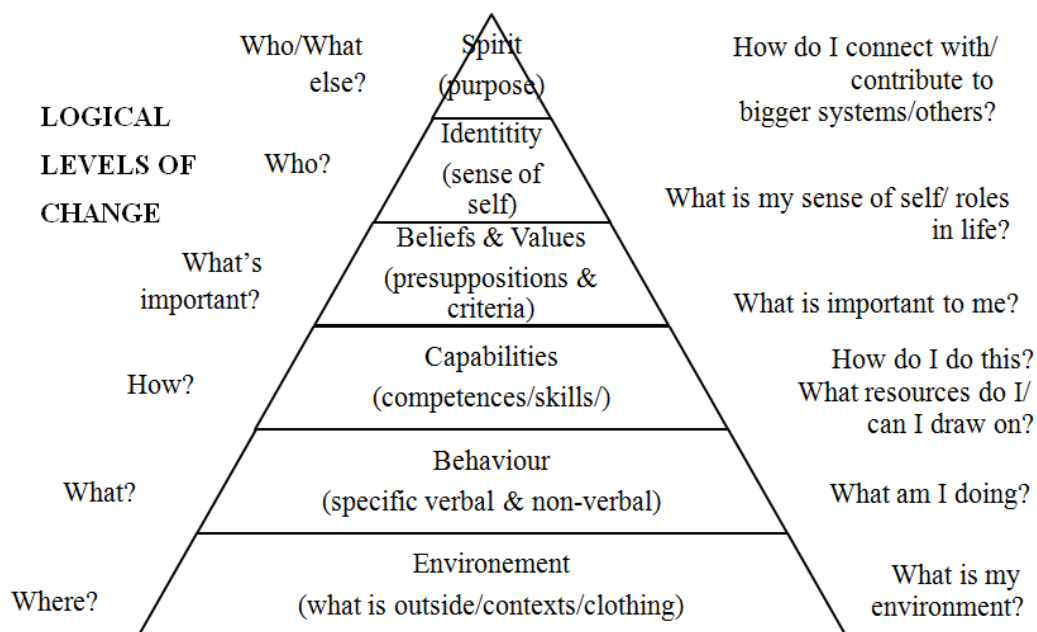 Who/What
else?
Spirit
(purpose)
How do I connect with/
contribute to
bigger systems/others?
LOGICAL
LEVELS OF
CHANGE
Who?
Identitity
(sense of
self)
What is my sense of self/ roles
in life?
What's
important?
Beliefs & Values
(presuppositions &
criteria)
What is important to me?
How?
Capabilities
(competences/skills/)
How do I do this?
What resources do I/
can I draw on?
What?
Behaviour
(specific verbal & non-verbal)
What am I doing?
Where?
Environement
(what is outside/contexts/clothing)
What is my
environment?